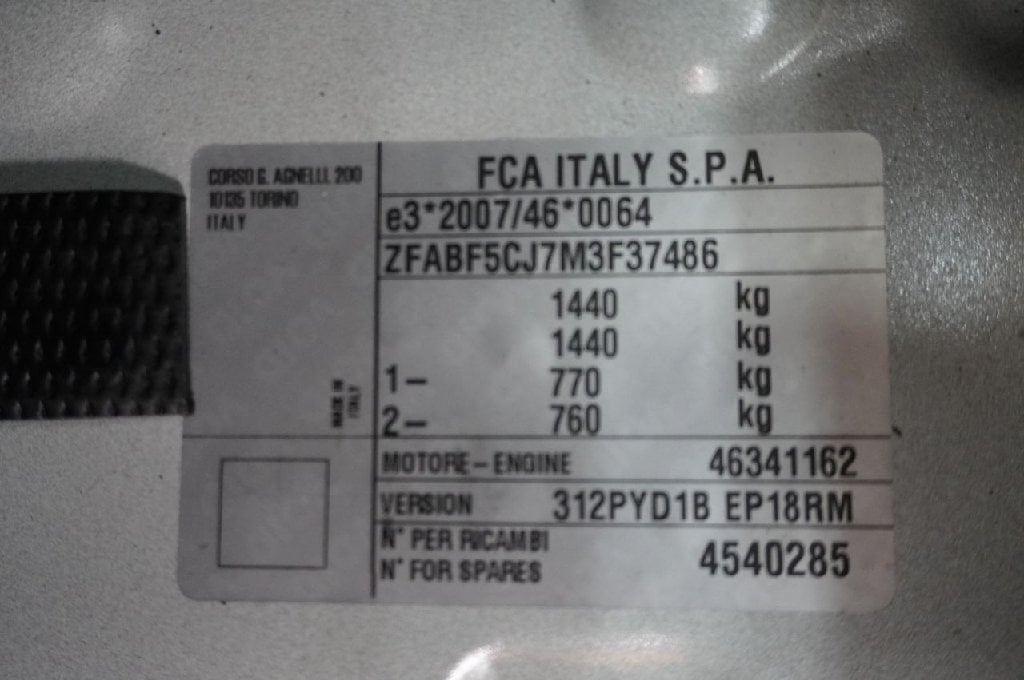 CORSO G. AGNELLI, 200
10135 TORINO
ITALY
MADE IN
ITALY
FCA ITALY S.P.A.
e3*2007/46*0064
ZFABF5CJ7M3F37486
1440 kg
1440 kg
1– 770 kg
2– 760 kg
MOTORE – ENGINE 46341162
VERSION 312PYD1B EP18RM
N° PER RICAMBI
N° FOR SPARES 4540285